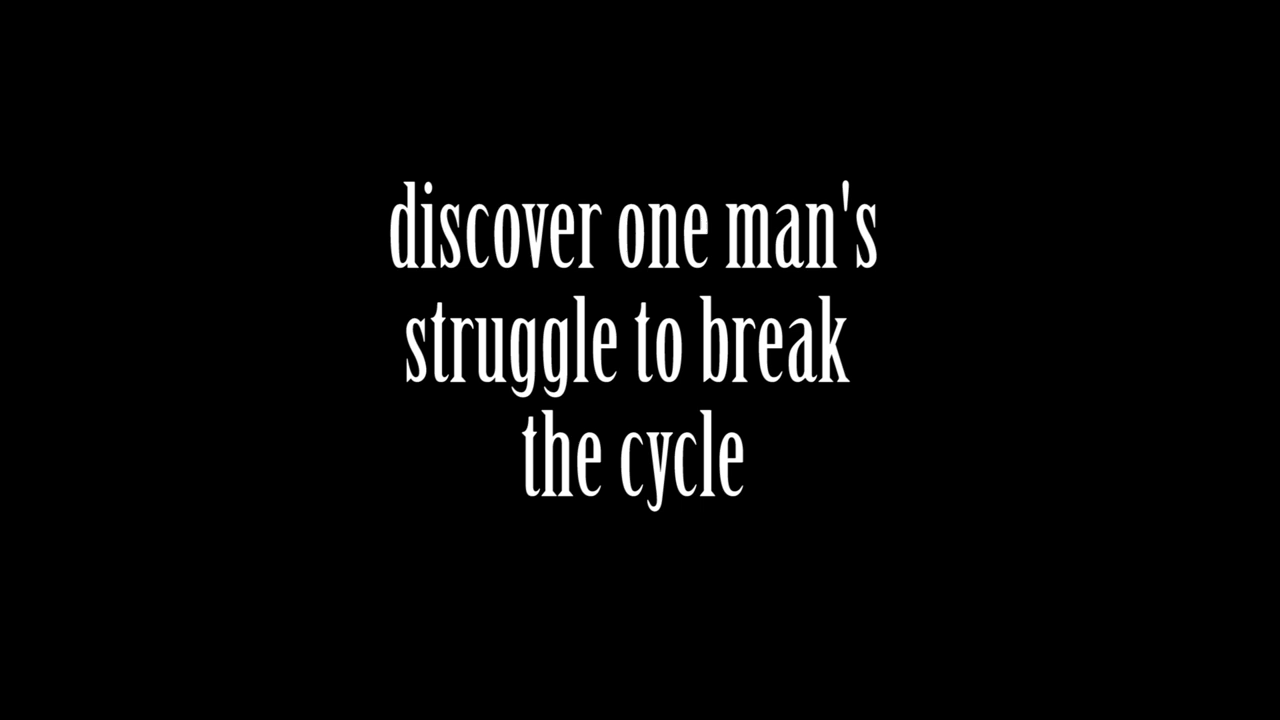 discover one man's
struggle to break
the cycle